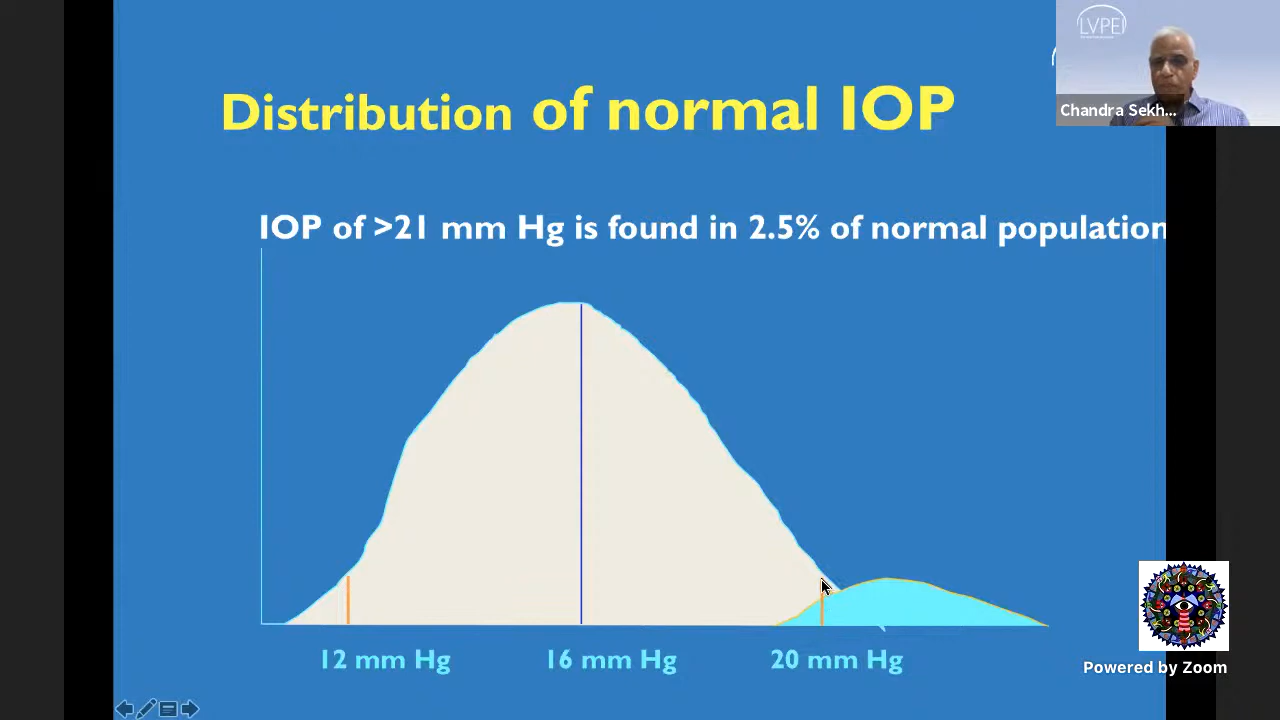 Distribution of normal IOP
LVPEI
Chandra Sekh...
IOP of >21 mm Hg is found in 2.5% of normal population
12 mm Hg
16 mm Hg
20 mm Hg
Powered by Zoom